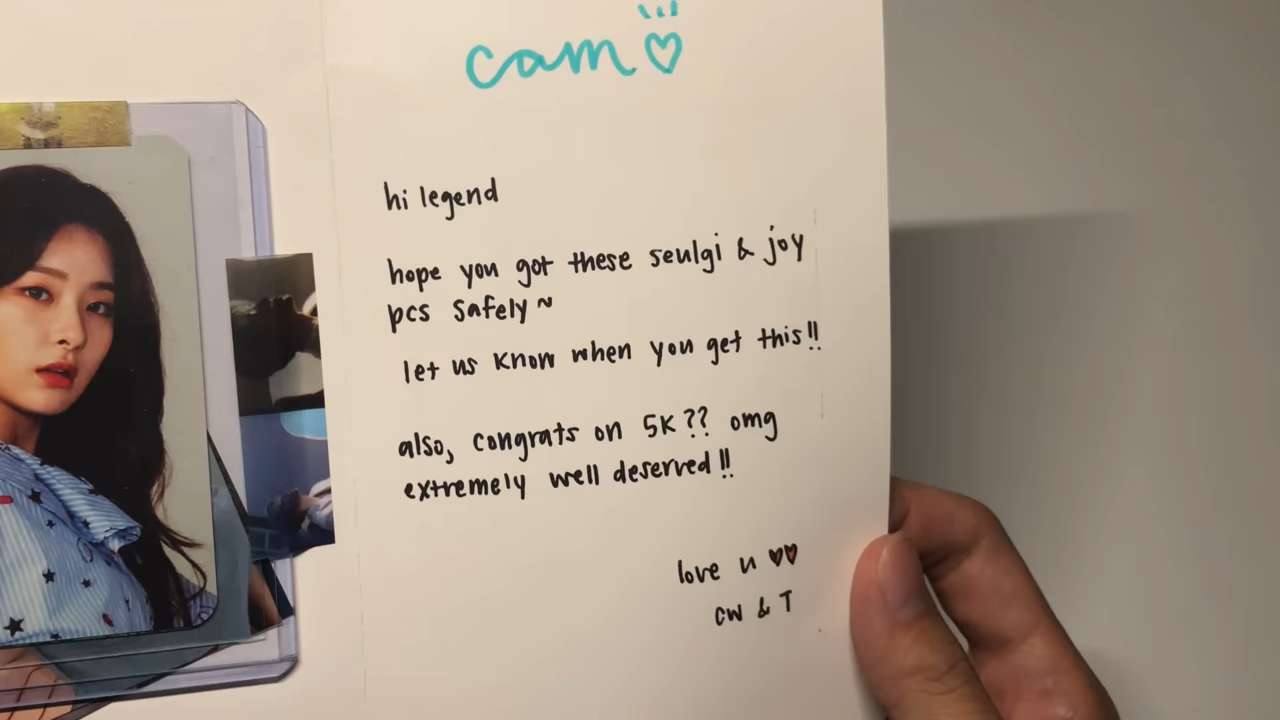 cam♡
hi legend
hope you got these seulgi & joy
pcs safely~
let us know when you get this!!
also, congrats on 5K?? omg
extremely well deserved!!
love u ♥♥
cw & T